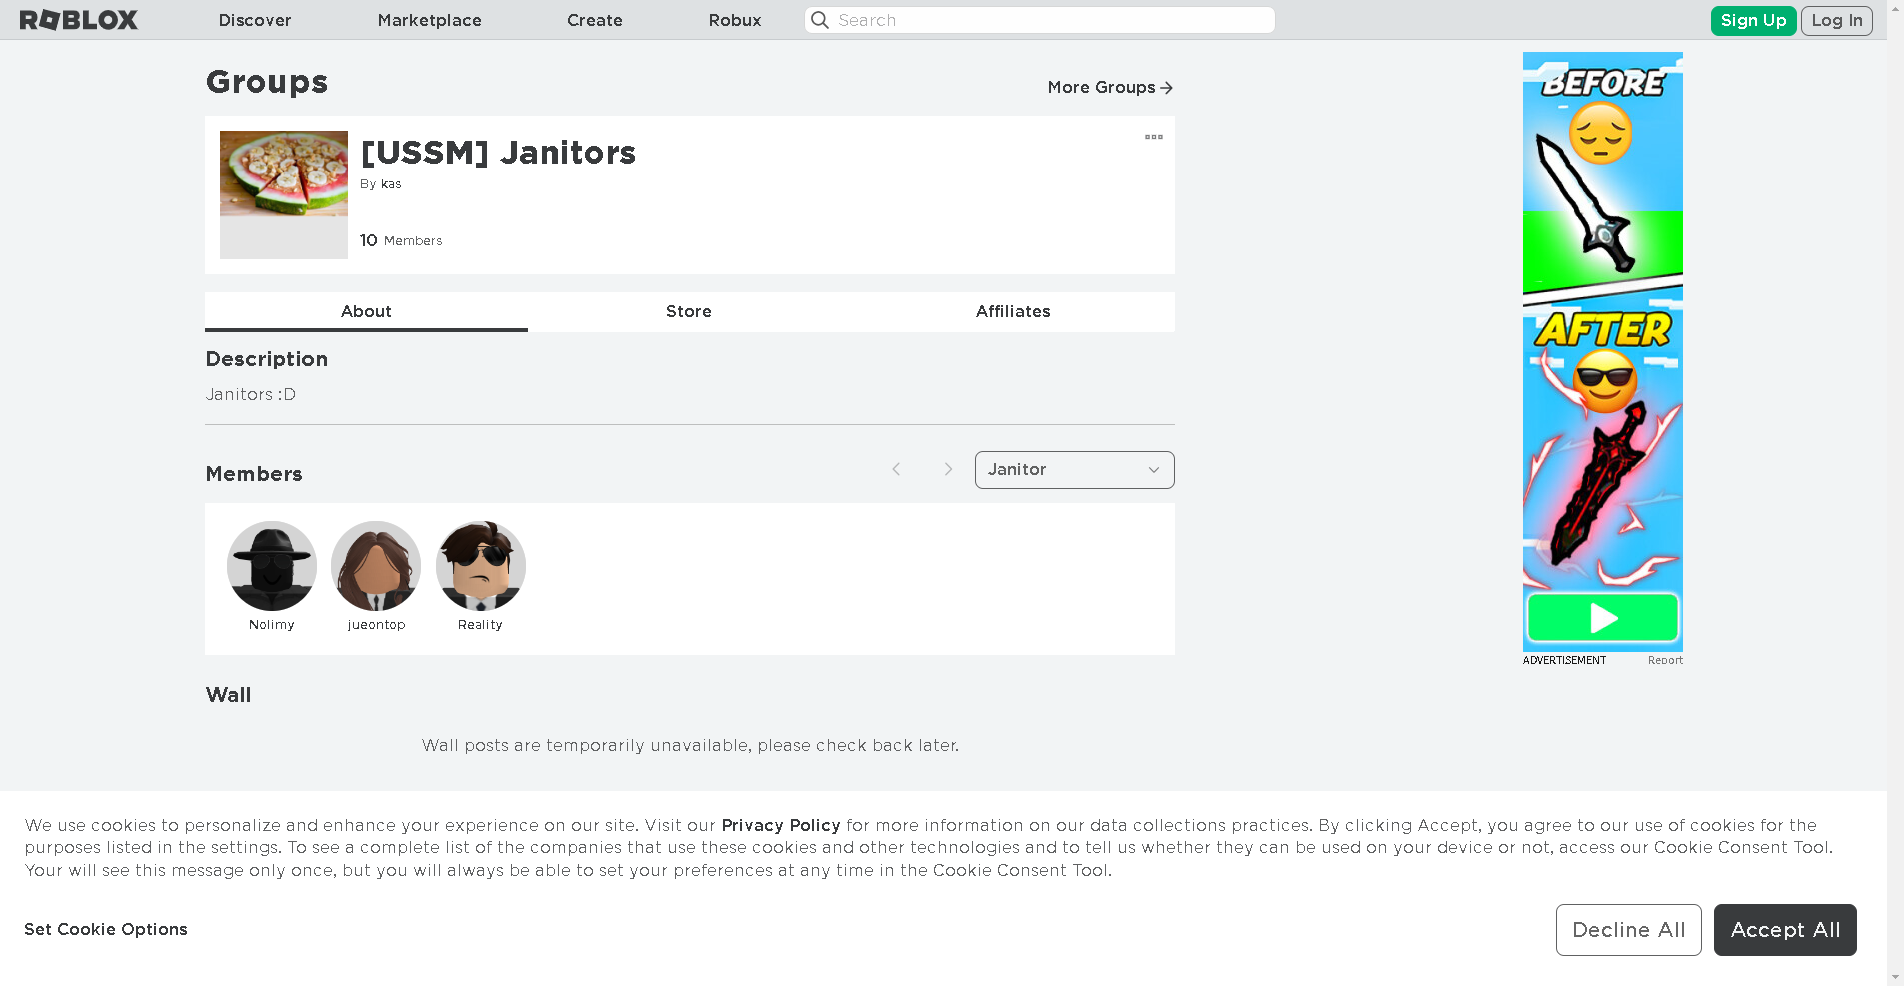 ROBLOX
Discover
Marketplace
Create
Robux
Search
Sign Up
Log In
Groups
More Groups
[USSM] Janitors
By kas
10 Members
About
Store
Affiliates
Description
Janitors :D
Members
Janitor
Nolimy
jueontop
Reality
Wall
Wall posts are temporarily unavailable, please check back later.
BEFORE
AFTER
ADVERTISEMENT
Report
We use cookies to personalize and enhance your experience on our site. Visit our Privacy Policy for more information on our data collections practices. By clicking Accept, you agree to our use of cookies for the
purposes listed in the settings. To see a complete list of the companies that use these cookies and other technologies and to tell us whether they can be used on your device or not, access our Cookie Consent Tool.
Your will see this message only once, but you will always be able to set your preferences at any time in the Cookie Consent Tool.
Set Cookie Options
Decline All
Accept All